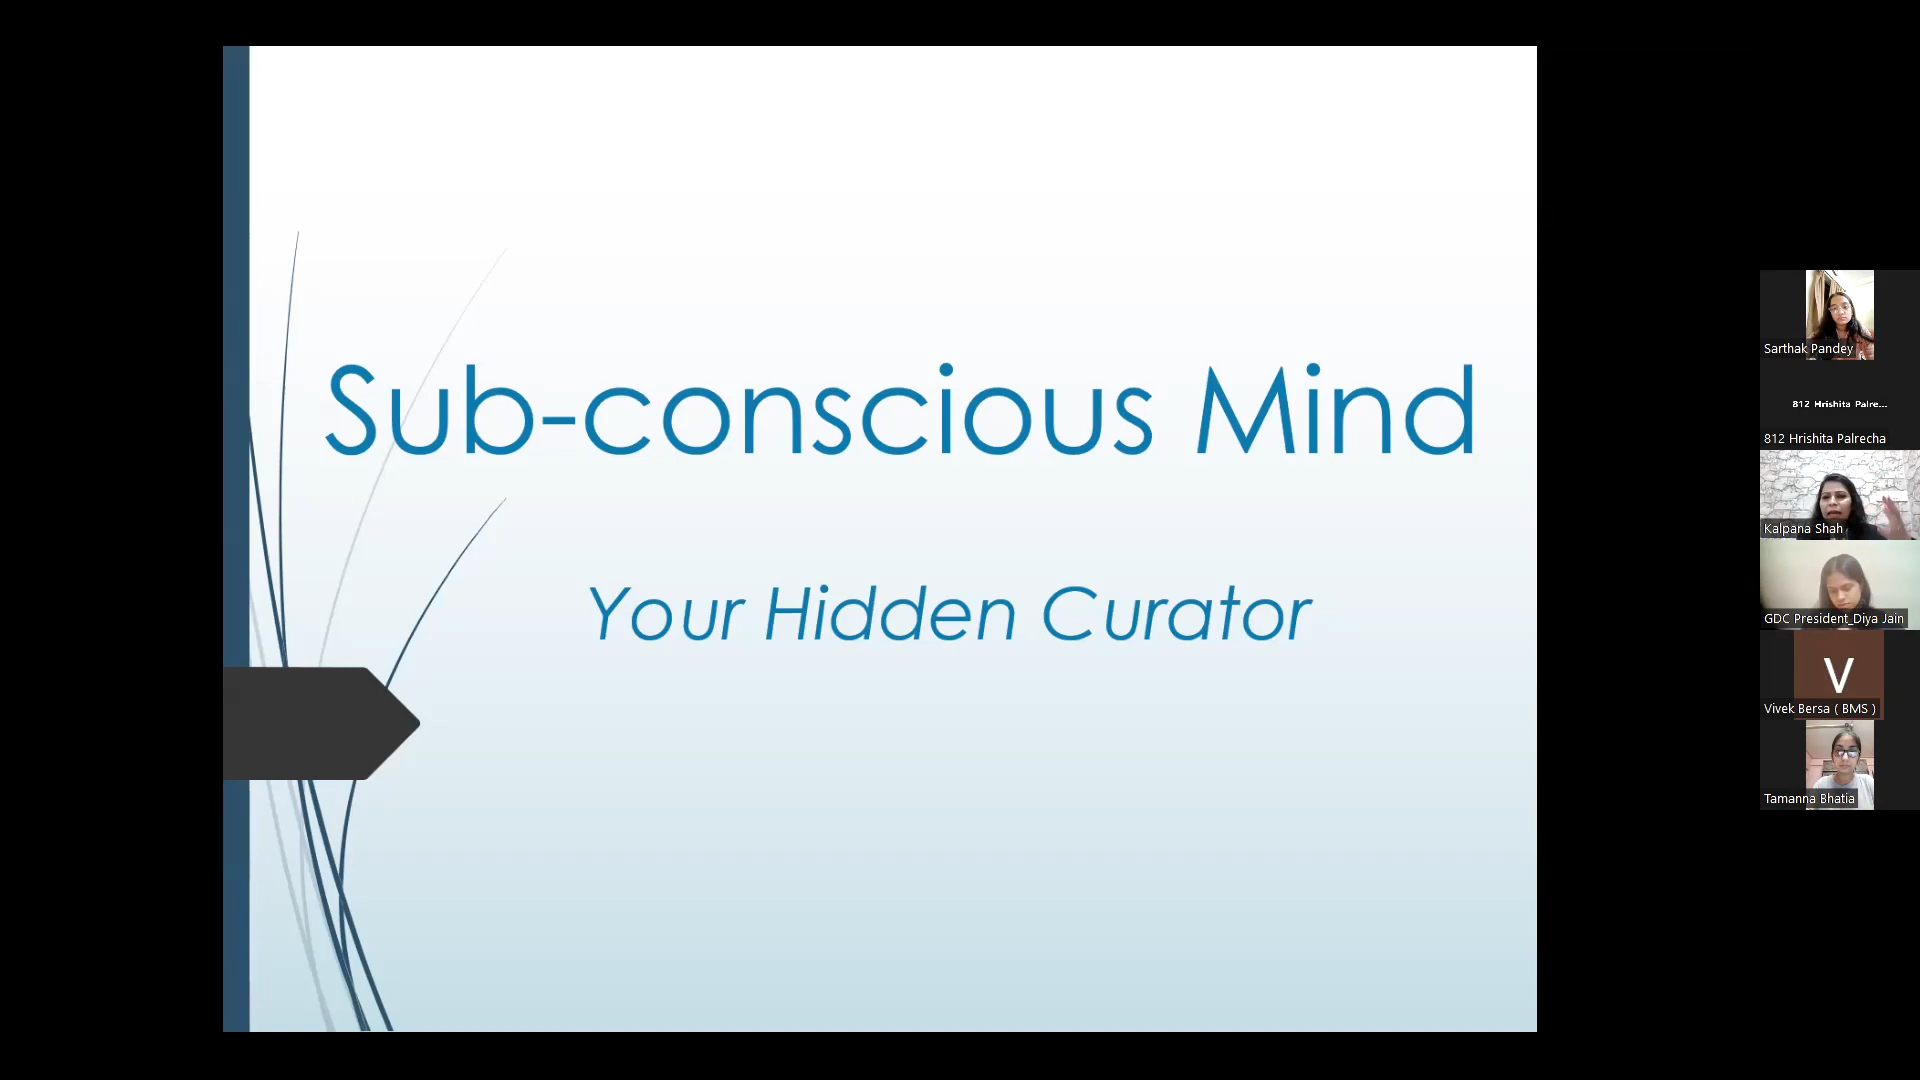 Sub-conscious Mind
Your Hidden Curator
Sarthak Pandey
812 Hrishita Palre...
812 Hrishita Palrecha
Kalpana Shah
GDC President_Diya Jain
V
Vivek Bersa ( BMS )
Tamanna Bhatia